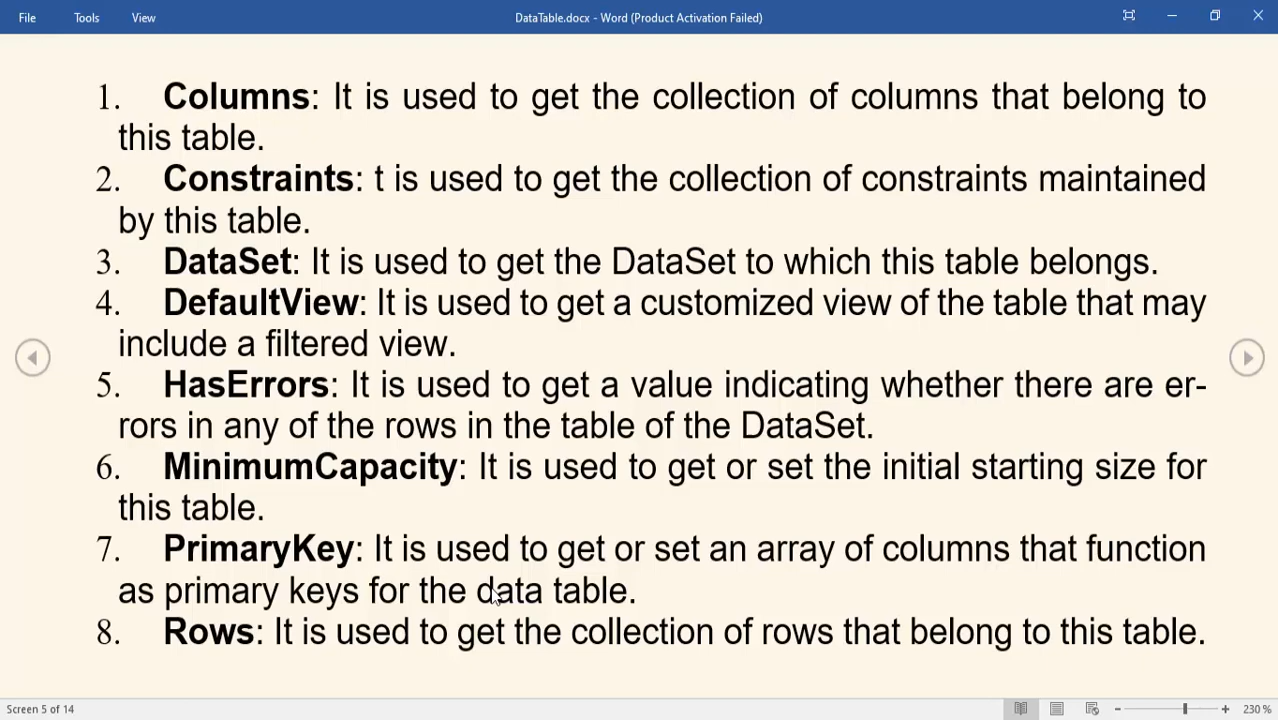 File Tools View DataTable.docx - Word (Product Activation Failed)
1. Columns: It is used to get the collection of columns that belong to
this table.
2. Constraints: t is used to get the collection of constraints maintained
by this table.
3. DataSet: It is used to get the DataSet to which this table belongs.
4. DefaultView: It is used to get a customized view of the table that may
include a filtered view.
5. HasErrors: It is used to get a value indicating whether there are er-
rors in any of the rows in the table of the DataSet.
6. MinimumCapacity: It is used to get or set the initial starting size for
this table.
7. PrimaryKey: It is used to get or set an array of columns that function
as primary keys for the data table.
8. Rows: It is used to get the collection of rows that belong to this table.
Screen 5 of 14 230 %